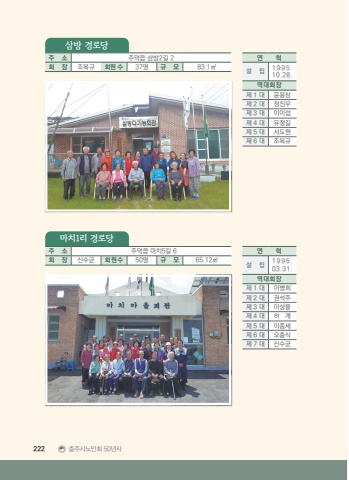 삼방 경로당
주 소 주덕읍 삼방2길 2
회 장 조복규 회원수 37명 규 모 83.1㎡
연 혁
설 립 1995. 10.28.
역대회장
제1대 윤응삼
제2대 정진우
제3대 이이섭
제4대 유정길
제5대 서도원
제6대 조복규
삼방다기능회관
마치1리 경로당
주 소 주덕읍 마치5길 6
회 장 신수균 회원수 50명 규 모 65.12㎡
연 혁
설 립 1995. 03.31.
역대회장
제1대 이병희
제2대 권석주
제3대 이상을
제4대 허 계
제5대 이종세
제6대 오충식
제7대 신수균
마치마을회관
222 충주시노인회 50년사